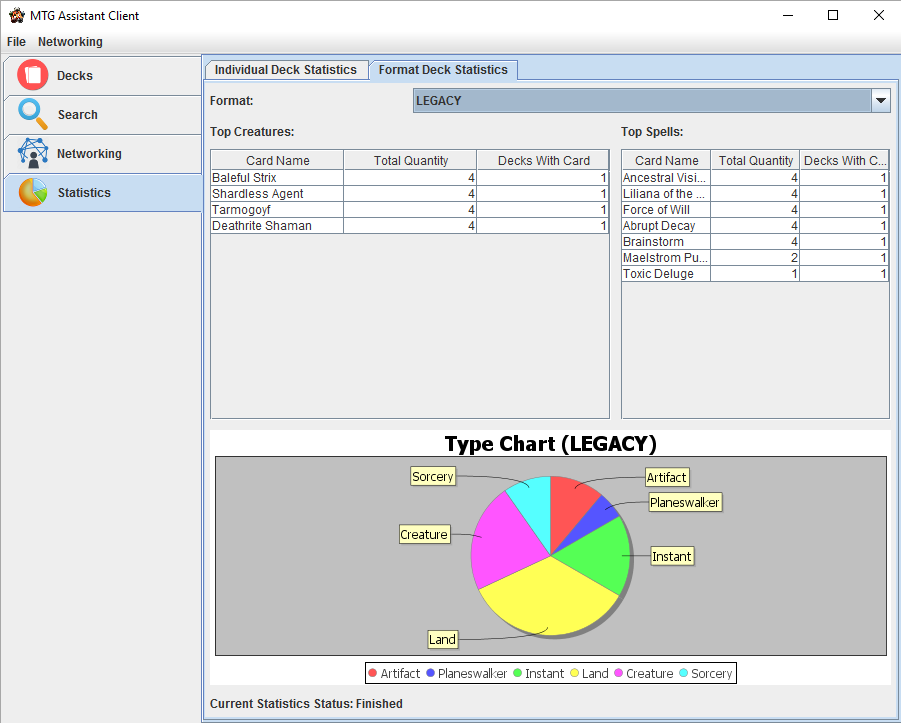 MTG Assistant Client
File Networking
Decks
Search
Networking
Statistics
Individual Deck Statistics Format Deck Statistics
Format: LEGACY
Top Creatures:
Card Name Total Quantity Decks With Card
Baleful Strix 4 1
Shardless Agent 4 1
Tarmogoyf 4 1
Deathrite Shaman 4 1
Top Spells:
Card Name Total Quantity Decks With C...
Ancestral Visi... 4 1
Liliana of the ... 4 1
Force of Will 4 1
Abrupt Decay 4 1
Brainstorm 4 1
Maelstrom Pu... 2 1
Toxic Deluge 1 1
Type Chart (LEGACY)
Sorcery
Artifact
Planeswalker
Creature
Instant
Land
Artifact Planeswalker Instant Land Creature Sorcery
Current Statistics Status: Finished